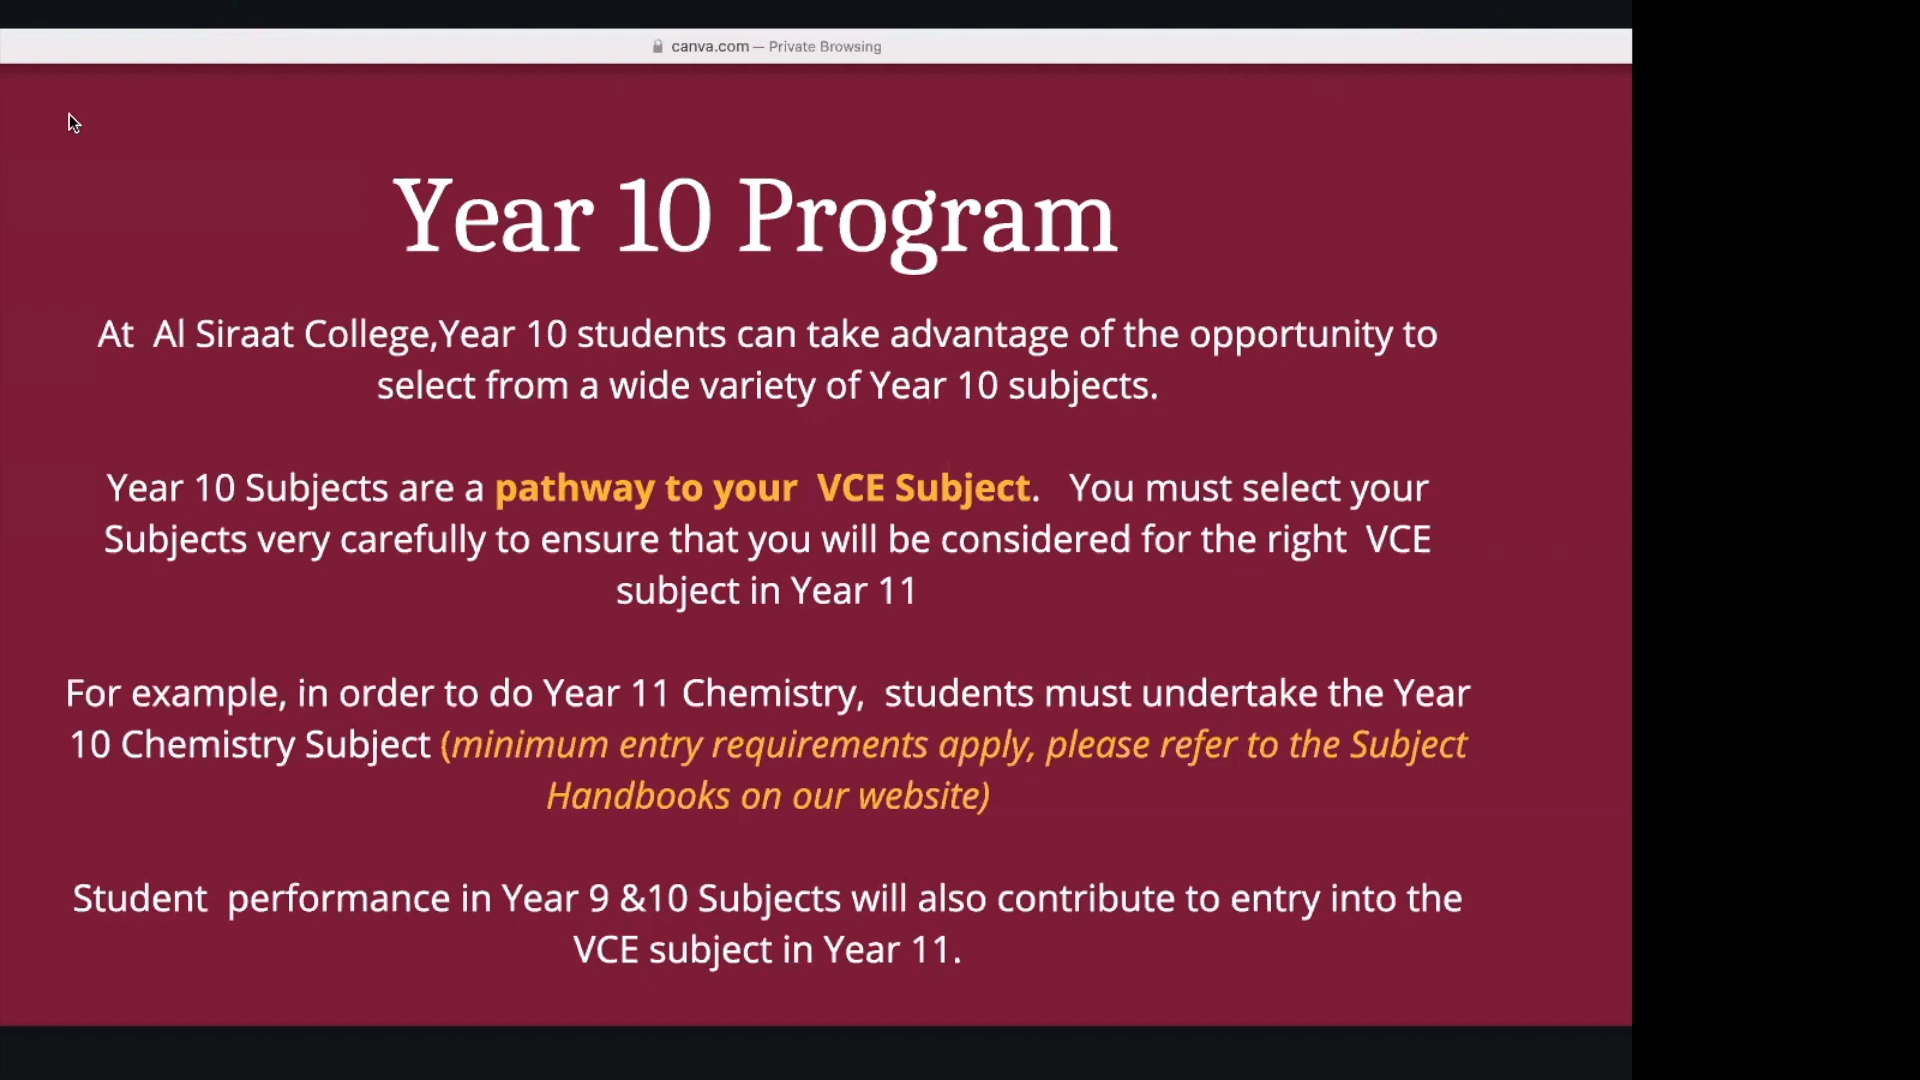 canva.com — Private Browsing
Year 10 Program
At  Al Siraat College,Year 10 students can take advantage of the opportunity to
select from a wide variety of Year 10 subjects.
Year 10 Subjects are a pathway to your  VCE Subject.   You must select your
Subjects very carefully to ensure that you will be considered for the right  VCE
subject in Year 11
For example, in order to do Year 11 Chemistry,  students must undertake the Year
10 Chemistry Subject (minimum entry requirements apply, please refer to the Subject
Handbooks on our website)
Student  performance in Year 9 &10 Subjects will also contribute to entry into the
VCE subject in Year 11.